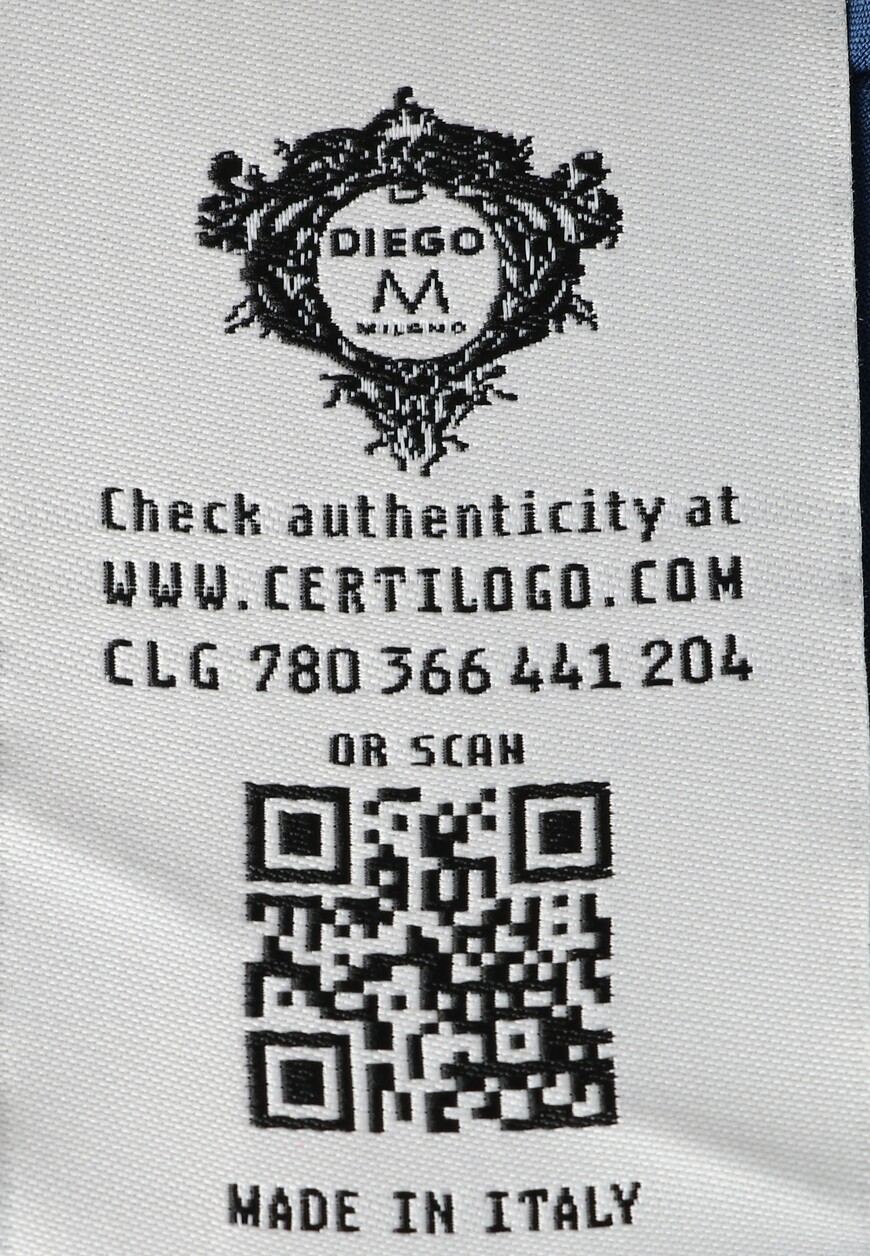 DIEGO
M
MILANO
Check authenticity at
WWW.CERTILOGO.COM
CLG 780 366 441 204
OR SCAN
MADE IN ITALY